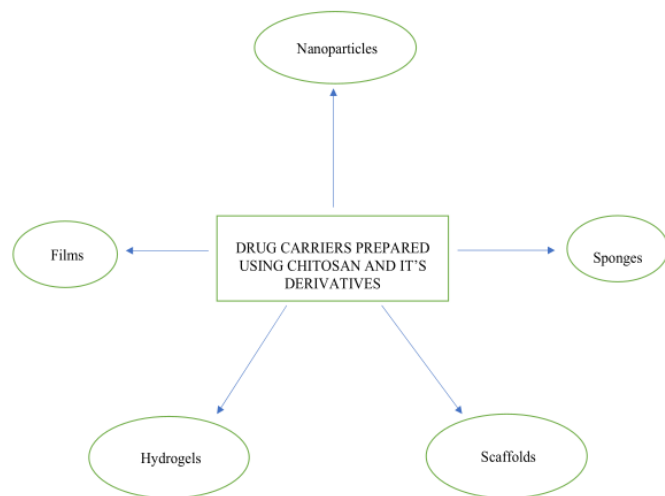 Nanoparticles
Films
DRUG CARRIERS PREPARED
USING CHITOSAN AND IT’S
DERIVATIVES
Sponges
Hydrogels
Scaffolds